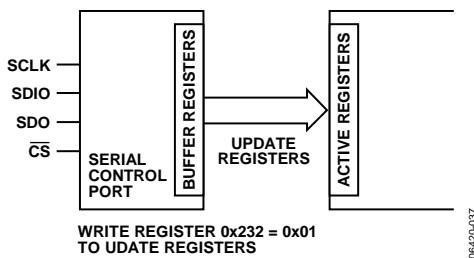 SCLK
SDIO
SDO
CS
SERIAL
CONTROL
PORT
BUFFER REGISTERS
UPDATE
REGISTERS
ACTIVE REGISTERS
WRITE REGISTER 0x232 = 0x01
TO UDATE REGISTERS
06420-037